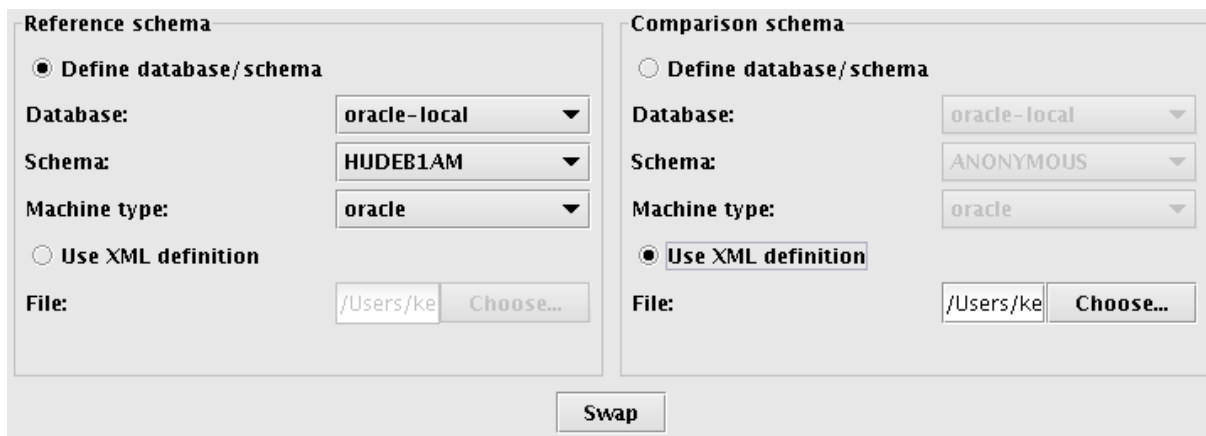 Reference schema
Define database/schema
Database: oracle-local
Schema: HUDEB1AM
Machine type: oracle
Use XML definition
File: /Users/ke Choose...
Comparison schema
Define database/schema
Database: oracle-local
Schema: ANONYMOUS
Machine type: oracle
Use XML definition
File: /Users/ke Choose...
Swap